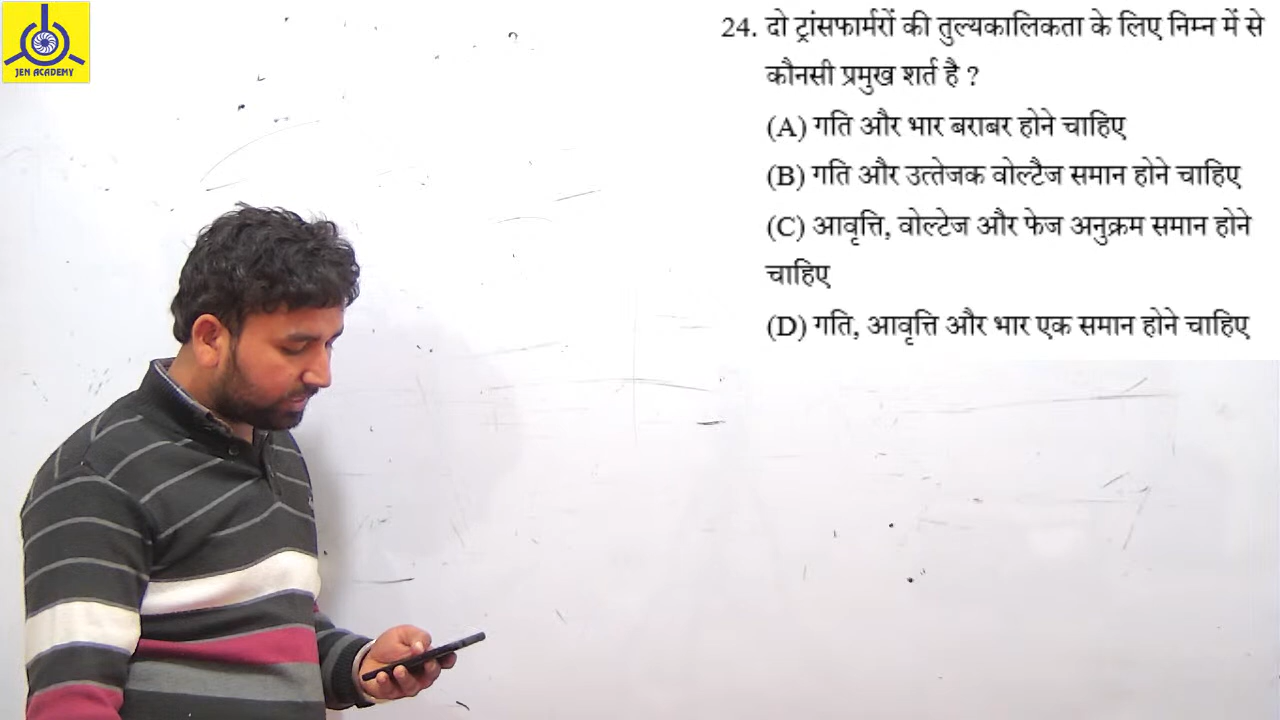 JEN ACADEMY
24. दो ट्रांसफार्मरों की तुल्यकालिकता के लिए निम्न में से
कौनसी प्रमुख शर्त है ?
(A) गति और भार बराबर होने चाहिए
(B) गति और उत्तेजक वोल्टैज समान होने चाहिए
(C) आवृत्ति, वोल्टेज और फेज अनुक्रम समान होने
चाहिए
(D) गति, आवृत्ति और भार एक समान होने चाहिए